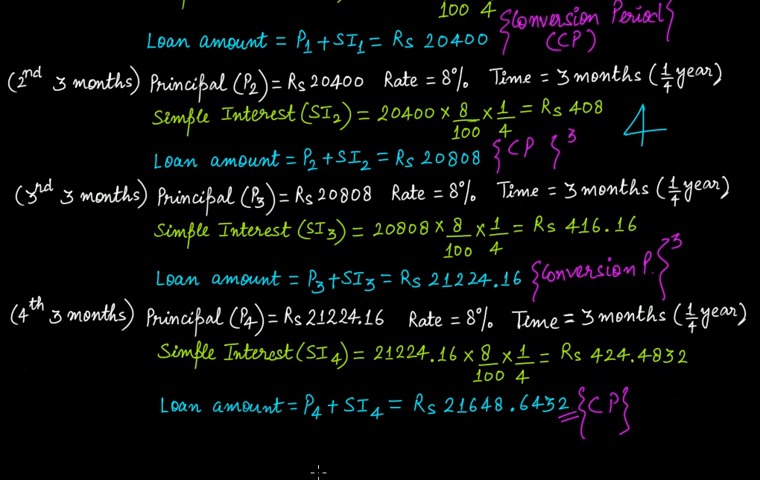 100 4
Loan amount = P₁ + SI₁ = Rs 20400 {Conversion Period (CP)}
(2nd 3 months) Principal (P₂) = Rs 20400 Rate = 8% Time = 3 months (1/4 year)
Simple Interest (SI₂) = 20400 × 8/100 × 1/4 = Rs 408
4
Loan amount = P₂ + SI₂ = Rs 20808 {CP} 3
(3rd 3 months) Principal (P₃) = Rs 20808 Rate = 8% Time = 3 months (1/4 year)
Simple Interest (SI₃) = 20808 × 8/100 × 1/4 = Rs 416.16
Loan amount = P₃ + SI₃ = Rs 21224.16 {Conversion P.} 3
(4th 3 months) Principal (P₄) = Rs 21224.16 Rate = 8% Time = 3 months (1/4 year)
Simple Interest (SI₄) = 21224.16 × 8/100 × 1/4 = Rs 424.4832
Loan amount = P₄ + SI₄ = Rs 21648.6432 {CP}